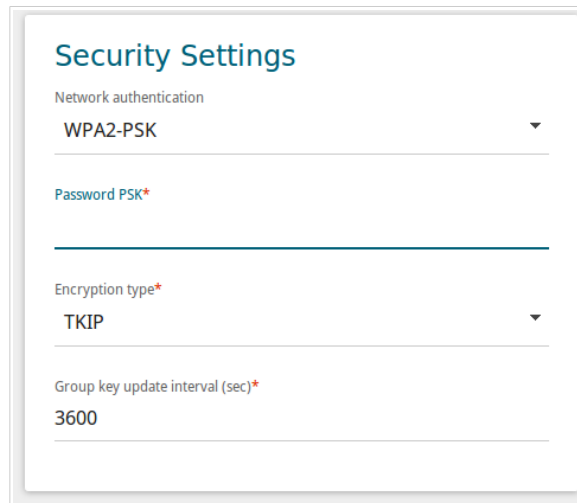 Security Settings
Network authentication
WPA2-PSK
Password PSK*
Encryption type*
TKIP
Group key update interval (sec)*
3600